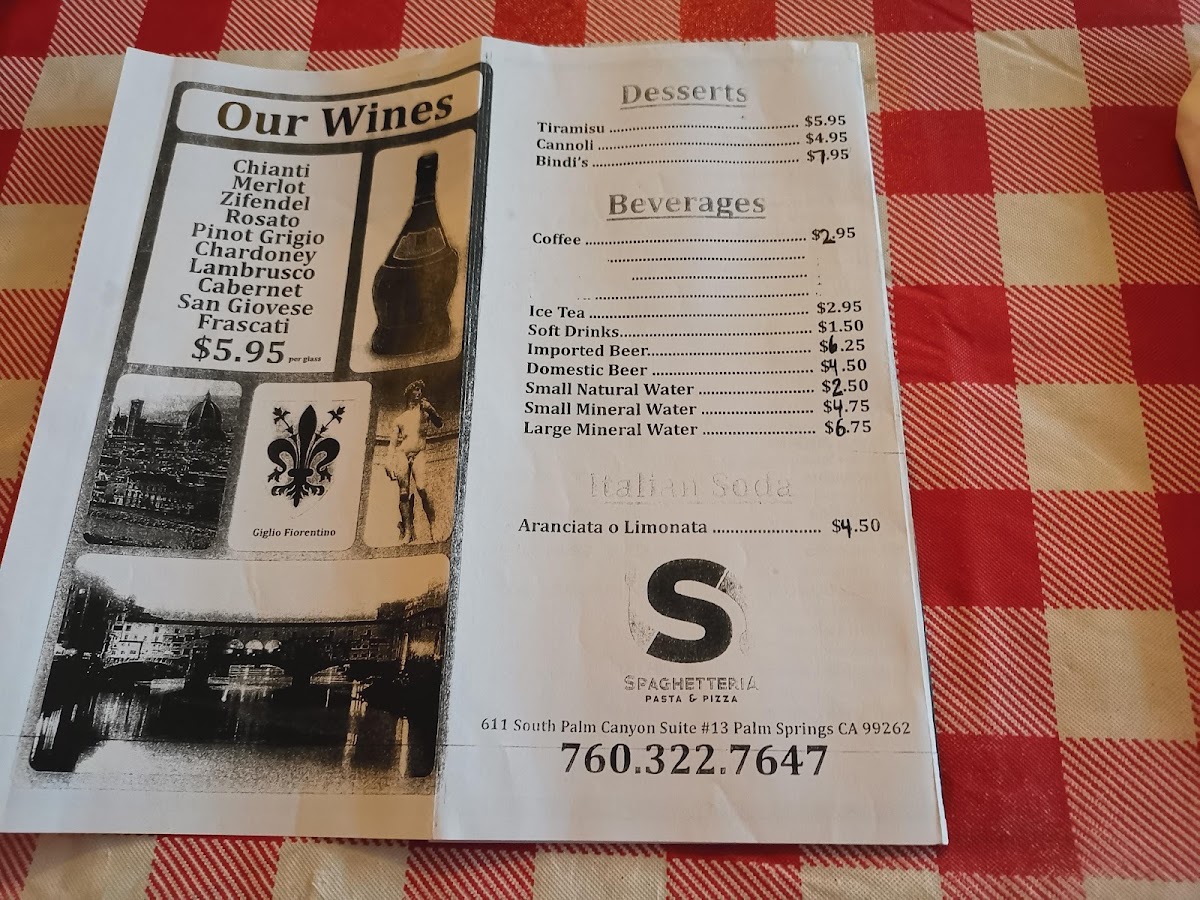 Our Wines
Chianti
Merlot
Zifendel
Rosato
Pinot Grigio
Chardoney
Lambrusco
Cabernet
San Giovese
Frascati
$5.95 per glass
Giglio Fiorentino
Desserts
Tiramisu ........................................ $5.95
Cannoli ........................................ $4.95
Bindi's ........................................ $7.95
Beverages
Coffee ........................................ $2.95
Ice Tea ........................................ $2.95
Soft Drinks........................................ $1.50
Imported Beer........................................ $6.25
Domestic Beer ........................................ $4.50
Small Natural Water ........................... $2.50
Small Mineral Water ........................... $4.75
Large Mineral Water ........................... $6.75
Italian Soda
Aranciata o Limonata ........................ $4.50
S
SPAGHETTERIA
PASTA & PIZZA
611 South Palm Canyon Suite #13 Palm Springs CA 99262
760.322.7647